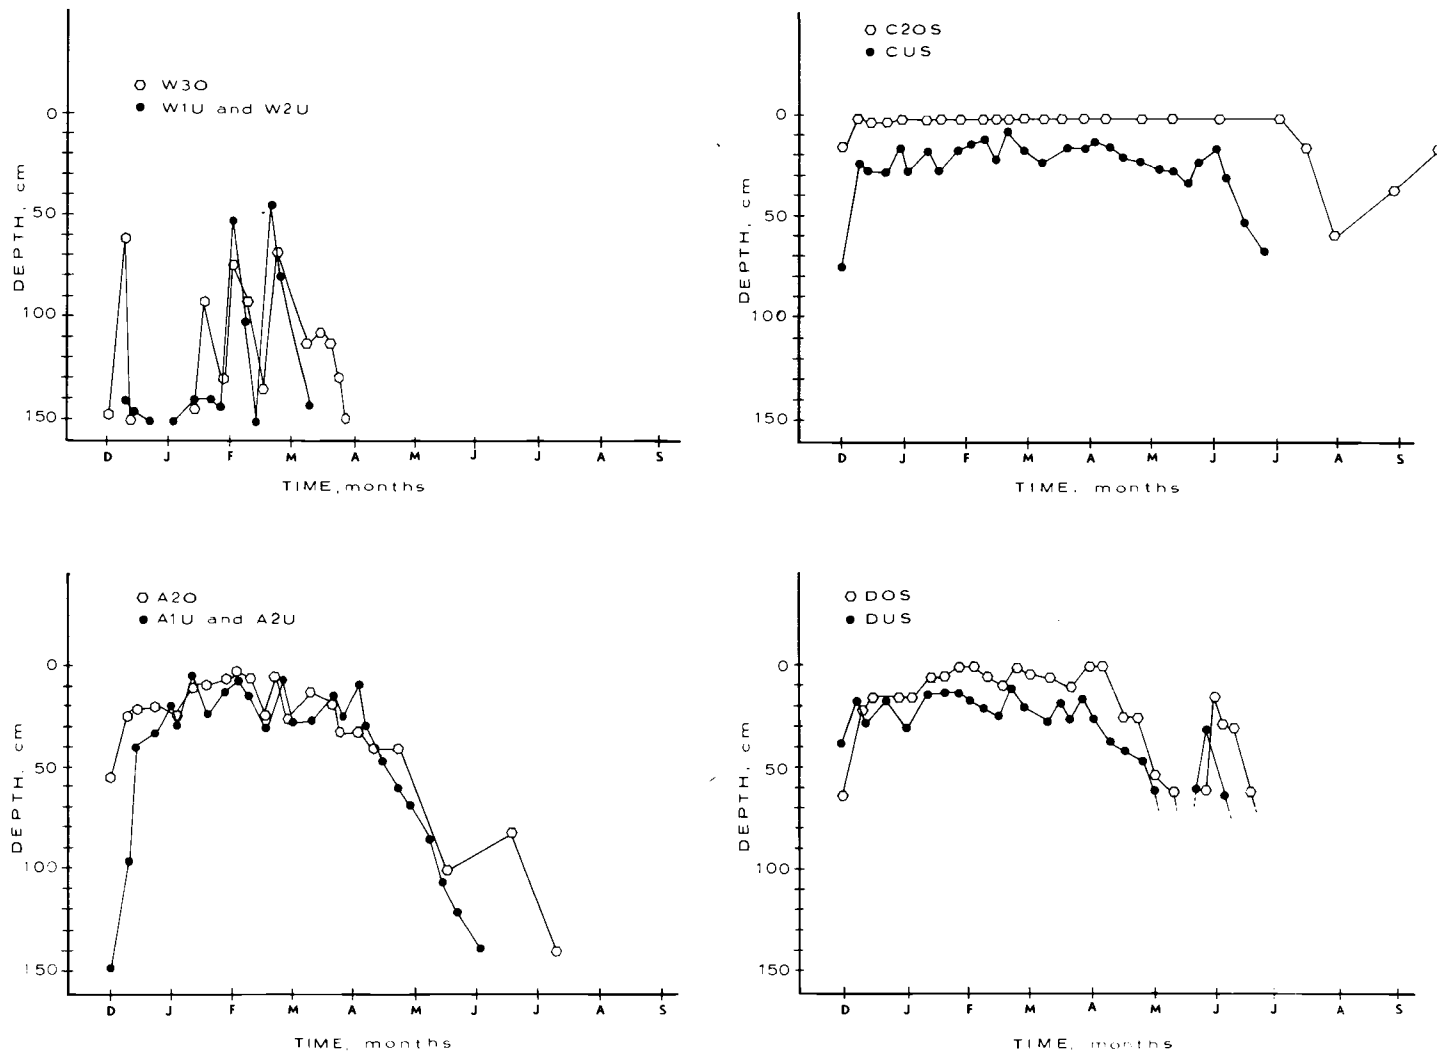 W3O
W1U and W2U
0
50
100
150
DEPTH, cm
D J F M A M J J A S
TIME, months
C2OS
CUS
0
50
100
150
DEPTH, cm
D J F M A M J J A S
TIME, months
A2O
A1U and A2U
0
50
100
150
DEPTH, cm
D J F M A M J J A S
TIME, months
DOS
DUS
0
50
100
150
DEPTH, cm
D J F M A M J J A S
TIME, months